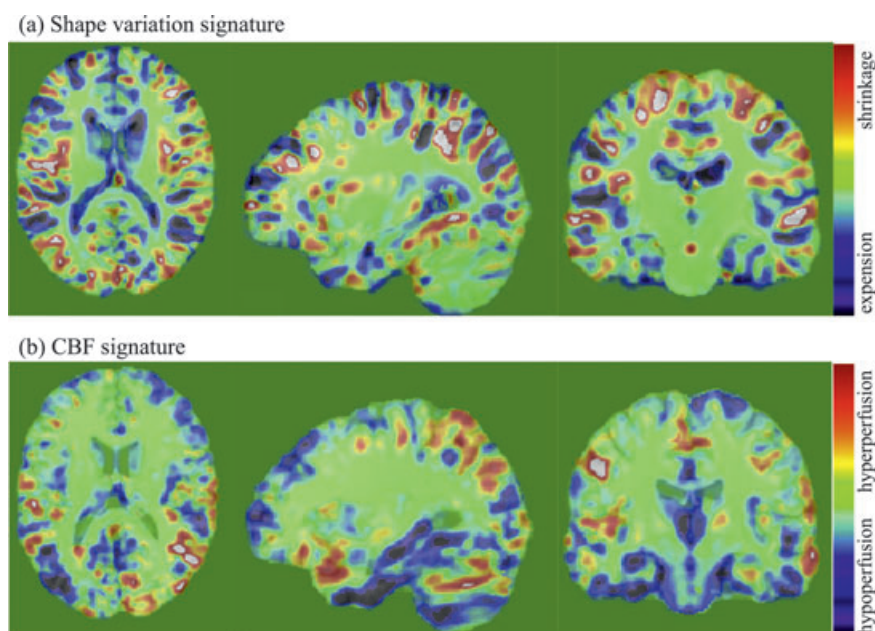 (a) Shape variation signature
shrinkage
expension
(b) CBF signature
hyperperfusion
hypoperfusion